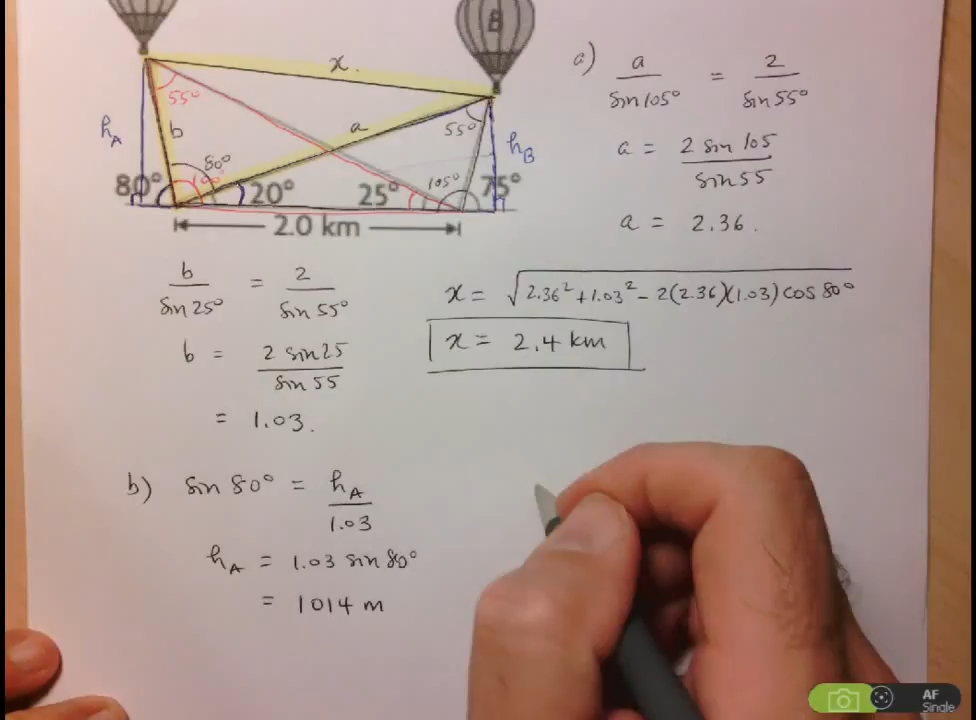 B
x.
55°
h_A
b
a
55°
h_B
80°
80°
20°
25°
105°
75°
2.0 km
a) a/sin 105° = 2/sin 55°
a = 2 sin 105/sin 55
a = 2.36.
b/sin 25° = 2/sin 55°
b = 2 sin 25/sin 55
= 1.03.
x = √2.36² + 1.03² - 2(2.36)(1.03) cos 80°
x = 2.4 km
b) sin 80° = h_A/1.03
h_A = 1.03 sin 80°
= 1014 m
AF
Single